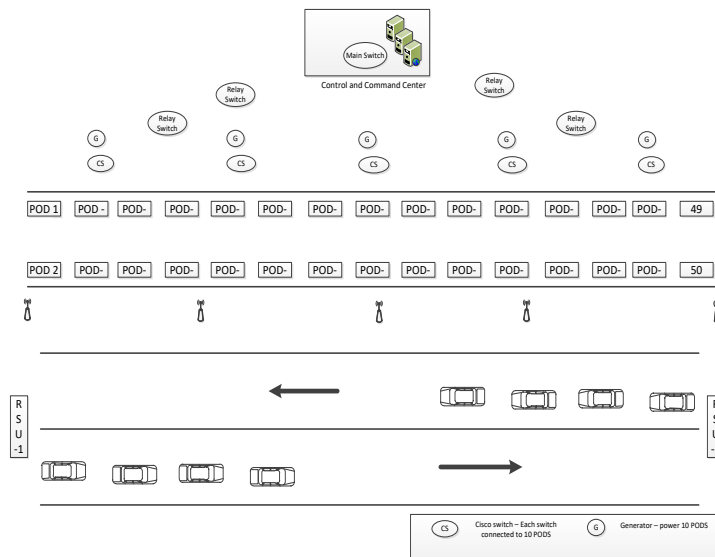 Main Switch
Control and Command Center
Relay
Switch
Relay
Switch
Relay
Switch
Relay
Switch
G
G
G
G
G
CS
CS
CS
CS
CS
POD 1 POD - POD- POD- POD- POD- POD- POD- POD- POD- POD- POD- POD- POD- 49
POD 2 POD- POD- POD- POD- POD- POD- POD- POD- POD- POD- POD- POD- POD- 50
R
S
U
-1
CS
Cisco switch – Each switch
connected to 10 PODS
G
Generator – power 10 PODS